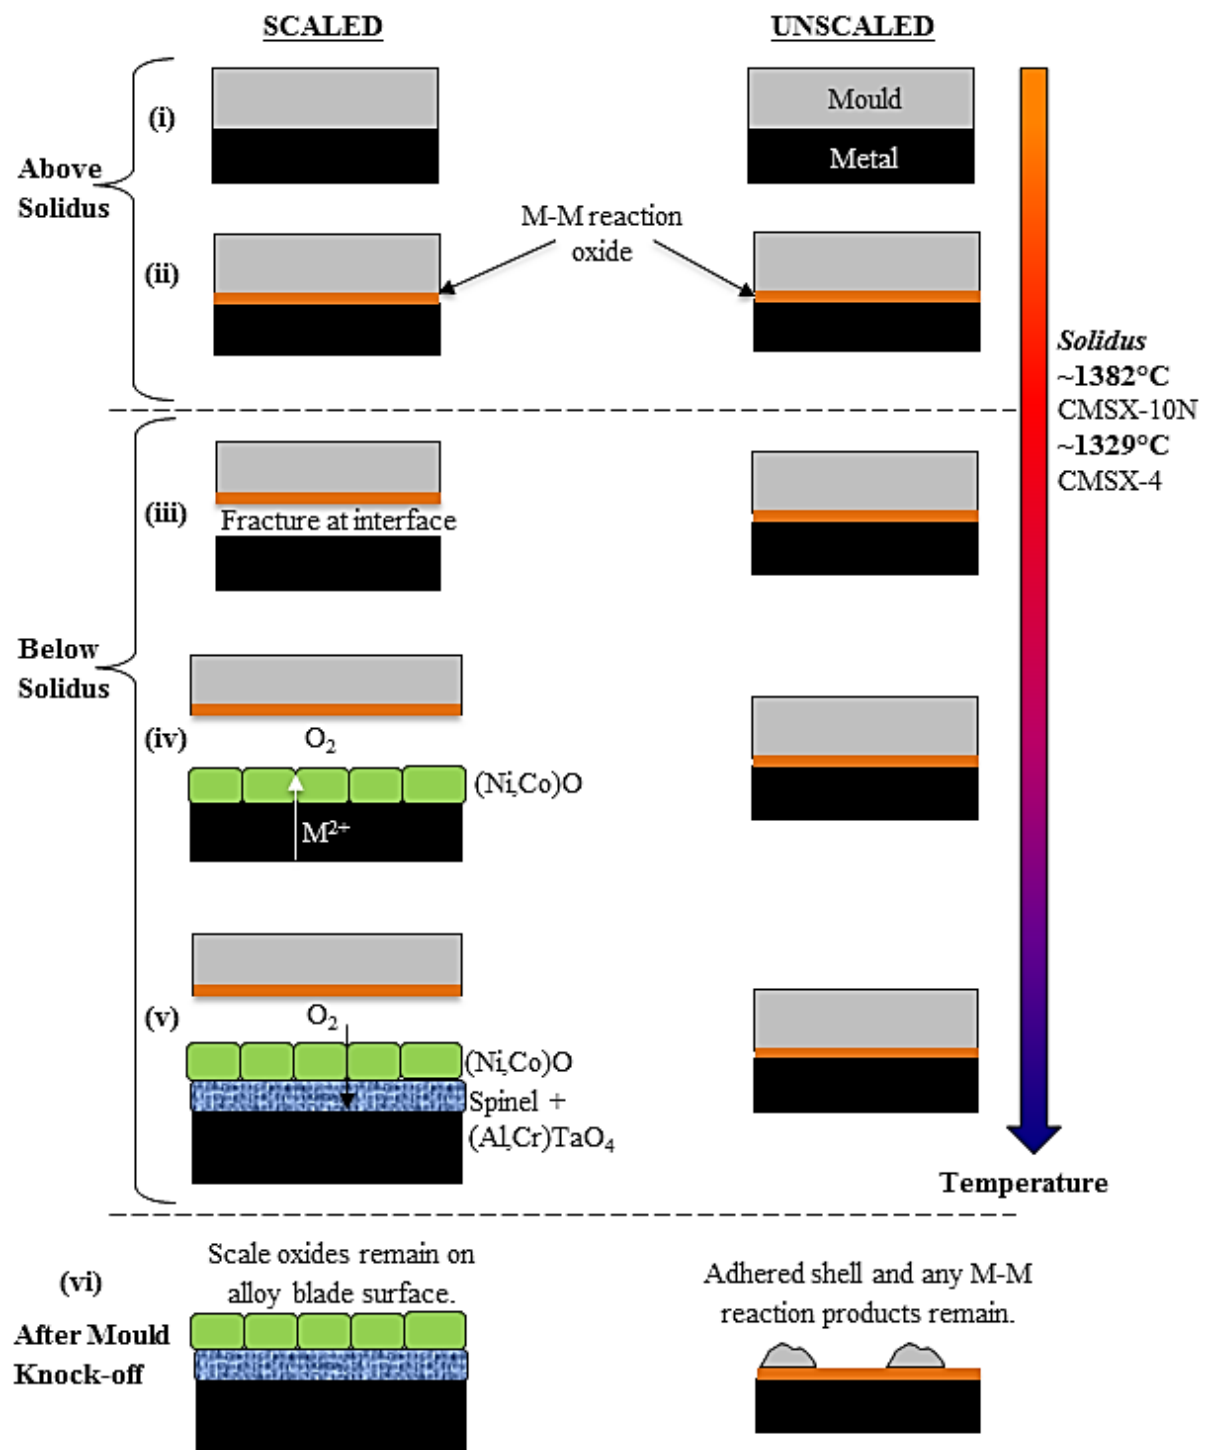 SCALED
UNSCALED
(i)
Mould
Metal
Above
Solidus
M-M reaction
oxide
(ii)
Solidus
~1382°C
CMSX-10N
~1329°C
CMSX-4
(iii)
Fracture at interface
Below
Solidus
(iv)
O₂
(Ni,Co)O
M²⁺
(v)
O₂
(Ni,Co)O
Spinel +
(Al,Cr)TaO₄
Temperature
(vi)
After Mould
Knock-off
Scale oxides remain on
alloy blade surface.
Adhered shell and any M-M
reaction products remain.